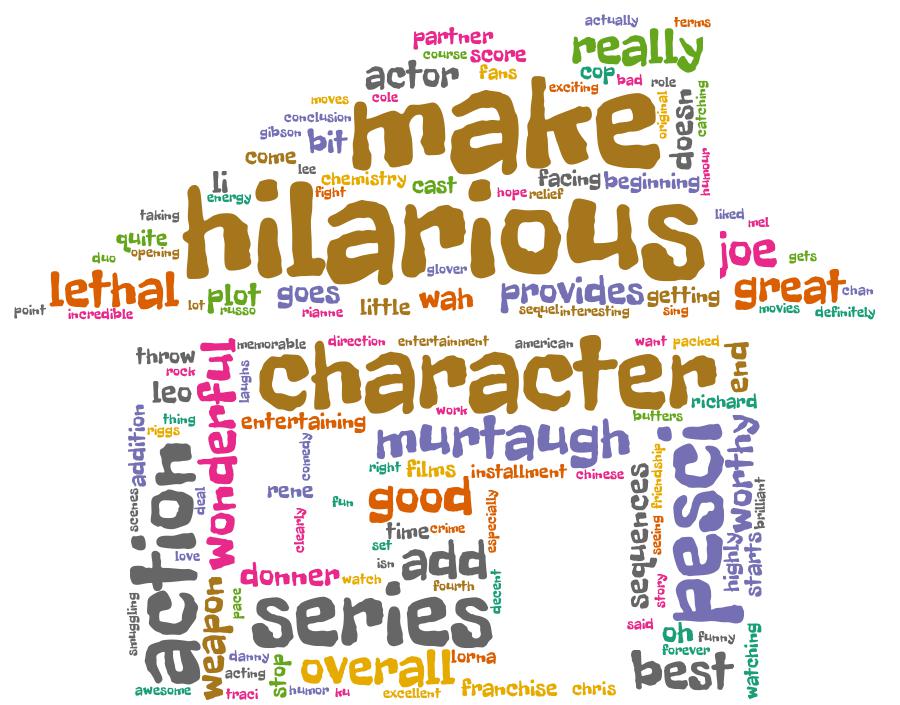 actually
terms
partner
really
course
score
actor
fans
cop
bad
role
exciting
moves
cole
make
original
doesn
catching
conclusion
gibson
bit
come
lee
li
energy
chemistry
fight
cast
hope
relief
facing
beginning
humour
taking
hilarious
liked
mel
quite
duo
opening
joe
gets
glover
lethal
lot
plot
russo
goes
rianne
little
wah
provides
getting
great
chan
point
incredible
sequel
interesting
sing
movies
definitely
throw
rock
wonderful
memorable
direction
entertainment
american
want
packed
end
leo
laughs
character
richard
addition
thing
riggs
entertaining
work
butters
murtaugh
pesci
worthy
comedy
right
films
installment
chinese
friendship
action
scenes
deal
rene
fun
good
especially
sequences
seeing
brilliant
clearly
time
crime
set
highly
starts
love
isn
add
donner
watch
fourth
decent
story
smuggling
weapon
pace
series
said
oh
funny
forever
watching
danny
acting
stop
overall
lorna
best
awesome
traci
humor
ku
excellent
franchise
chris